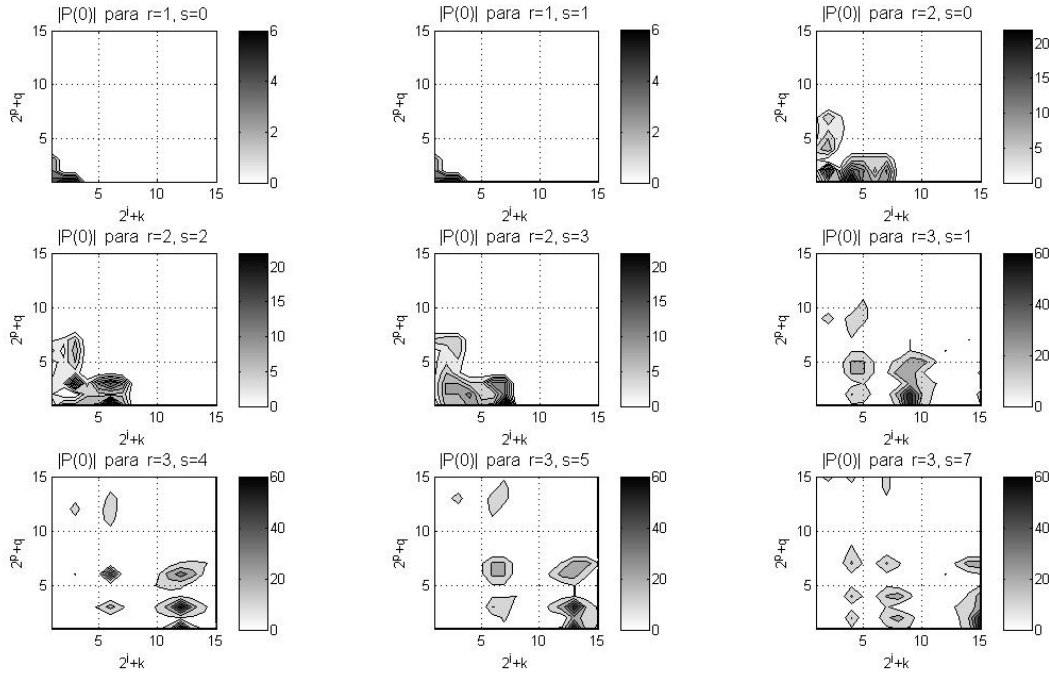 |P(0)| para r=1, s=0
15
10
5
5 10 15
2^j+k
2^p+q
6
4
2
0
|P(0)| para r=1, s=1
15
10
5
5 10 15
2^j+k
2^p+q
6
4
2
0
|P(0)| para r=2, s=0
15
10
5
5 10 15
2^j+k
2^p+q
20
15
10
5
0
|P(0)| para r=2, s=2
15
10
5
5 10 15
2^j+k
2^p+q
20
15
10
5
0
|P(0)| para r=2, s=3
15
10
5
5 10 15
2^j+k
2^p+q
20
15
10
5
0
|P(0)| para r=3, s=1
15
10
5
5 10 15
2^j+k
2^p+q
60
40
20
0
|P(0)| para r=3, s=4
15
10
5
5 10 15
2^j+k
2^p+q
60
40
20
0
|P(0)| para r=3, s=5
15
10
5
5 10 15
2^j+k
2^p+q
60
40
20
0
|P(0)| para r=3, s=7
15
10
5
5 10 15
2^j+k
2^p+q
60
40
20
0